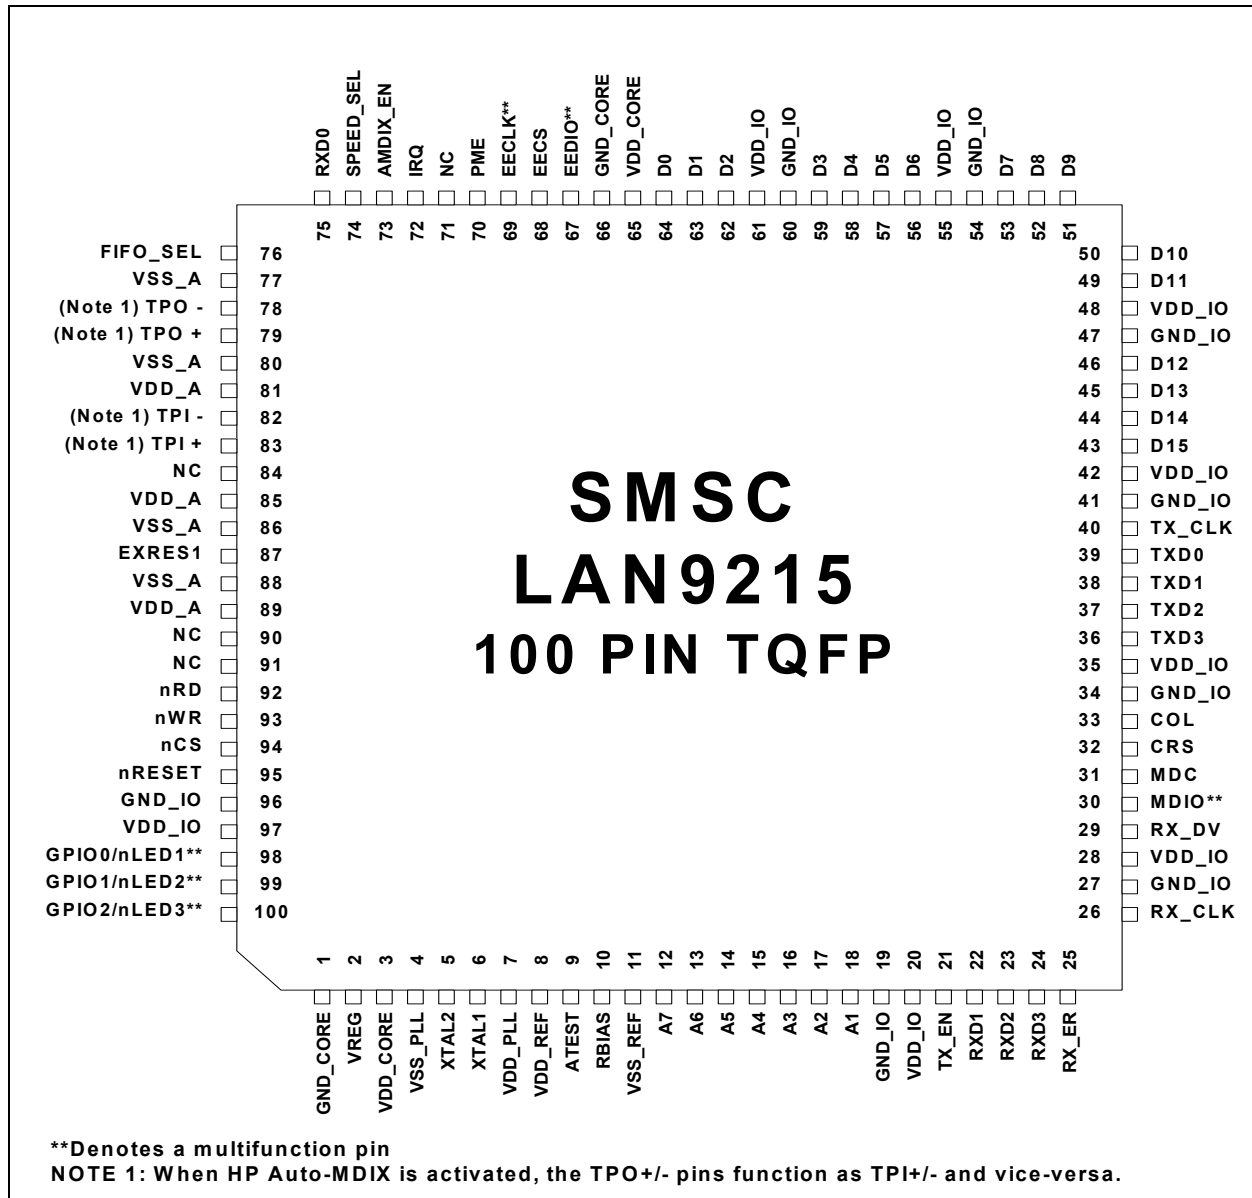 RXD0
SPEED_SEL
AMDIX_EN
IRQ
NC
PME
EECLK**
EECS
EEDIO**
GND_CORE
VDD_CORE
D0
D1
D2
VDD_IO
GND_IO
D3
D4
D5
D6
VDD_IO
GND_IO
D7
D8
D9
75
74
73
72
71
70
69
68
67
66
65
64
63
62
61
60
59
58
57
56
55
54
53
52
51
FIFO_SEL 76
VSS_A 77
(Note 1) TPO - 78
(Note 1) TPO + 79
VSS_A 80
VDD_A 81
(Note 1) TPI - 82
(Note 1) TPI + 83
NC 84
VDD_A 85
VSS_A 86
EXRES1 87
VSS_A 88
VDD_A 89
NC 90
NC 91
nRD 92
nWR 93
nCS 94
nRESET 95
GND_IO 96
VDD_IO 97
GPIO0/nLED1** 98
GPIO1/nLED2** 99
GPIO2/nLED3** 100
SMSC
LAN9215
100 PIN TQFP
50 D10
49 D11
48 VDD_IO
47 GND_IO
46 D12
45 D13
44 D14
43 D15
42 VDD_IO
41 GND_IO
40 TX_CLK
39 TXD0
38 TXD1
37 TXD2
36 TXD3
35 VDD_IO
34 GND_IO
33 COL
32 CRS
31 MDC
30 MDIO**
29 RX_DV
28 VDD_IO
27 GND_IO
26 RX_CLK
1
2
3
4
5
6
7
8
9
10
11
12
13
14
15
16
17
18
19
20
21
22
23
24
25
GND_CORE
VREG
VDD_CORE
VSS_PLL
XTAL2
XTAL1
VDD_PLL
VDD_REF
ATEST
RBIAS
VSS_REF
A7
A6
A5
A4
A3
A2
A1
GND_IO
VDD_IO
TX_EN
RXD1
RXD2
RXD3
RX_ER
**Denotes a multifunction pin
NOTE 1: When HP Auto-MDIX is activated, the TPO+/- pins function as TPI+/- and vice-versa.